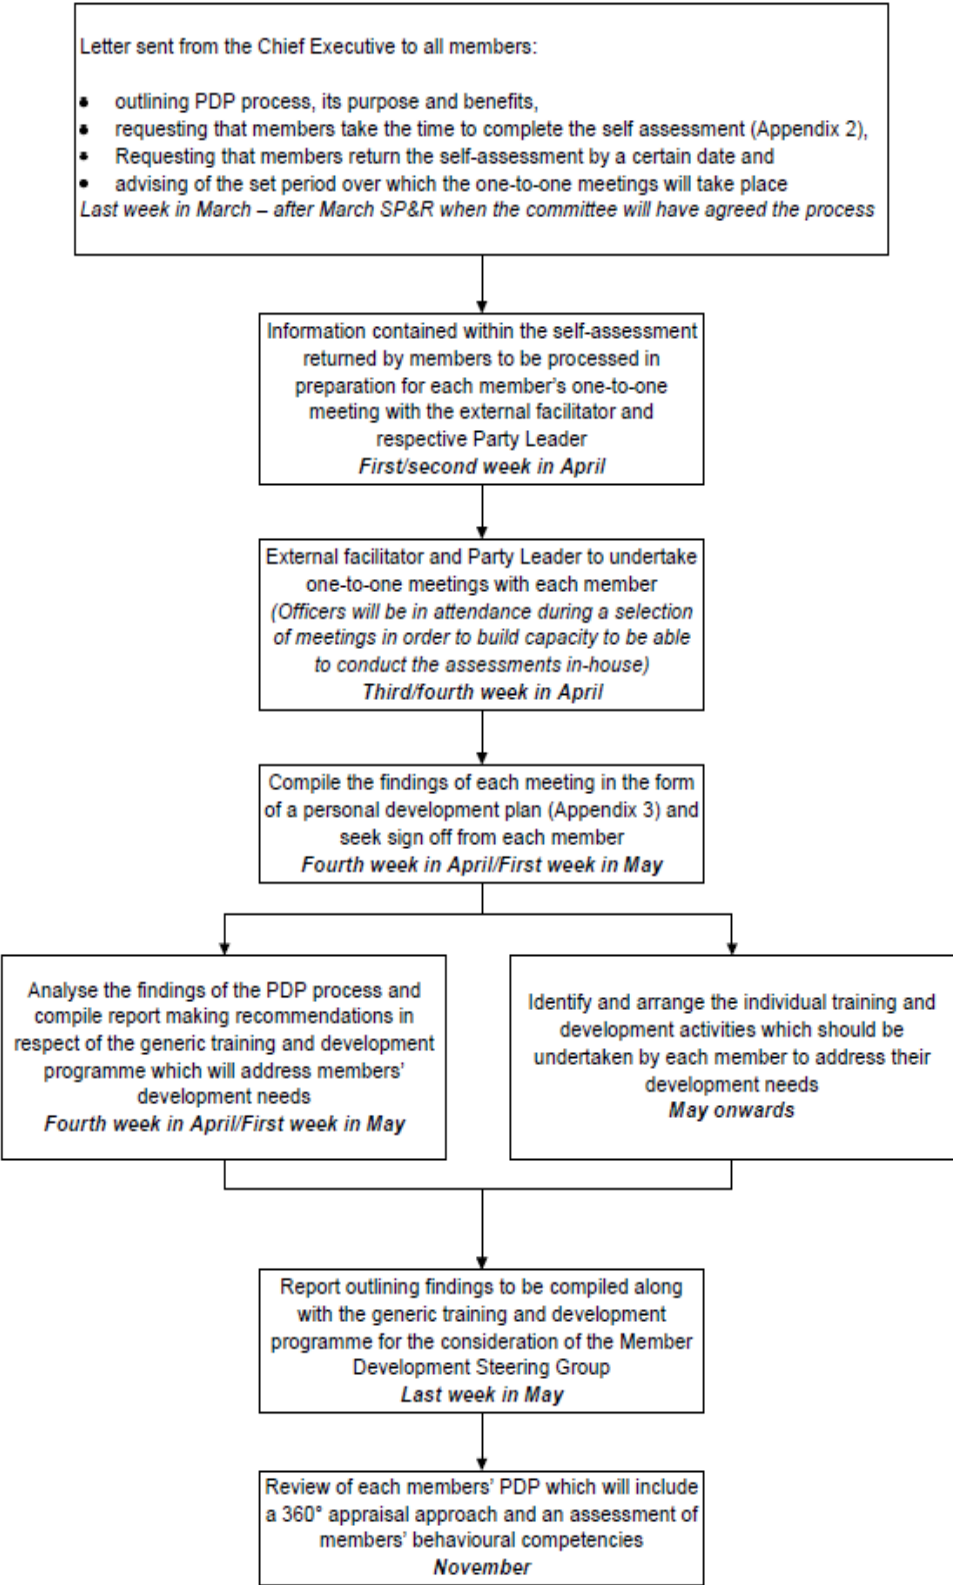 Letter sent from the Chief Executive to all members:
• outlining PDP process, its purpose and benefits,
• requesting that members take the time to complete the self assessment (Appendix 2),
• Requesting that members return the self-assessment by a certain date and
• advising of the set period over which the one-to-one meetings will take place
Last week in March – after March SP&R when the committee will have agreed the process
Information contained within the self-assessment
returned by members to be processed in
preparation for each member's one-to-one
meeting with the external facilitator and
respective Party Leader
First/second week in April
External facilitator and Party Leader to undertake
one-to-one meetings with each member
(Officers will be in attendance during a selection
of meetings in order to build capacity to be able
to conduct the assessments in-house)
Third/fourth week in April
Compile the findings of each meeting in the form
of a personal development plan (Appendix 3) and
seek sign off from each member
Fourth week in April/First week in May
Analyse the findings of the PDP process and
compile report making recommendations in
respect of the generic training and development
programme which will address members'
development needs
Fourth week in April/First week in May
Identify and arrange the individual training and
development activities which should be
undertaken by each member to address their
development needs
May onwards
Report outlining findings to be compiled along
with the generic training and development
programme for the consideration of the Member
Development Steering Group
Last week in May
Review of each members' PDP which will include
a 360° appraisal approach and an assessment of
members' behavioural competencies
November